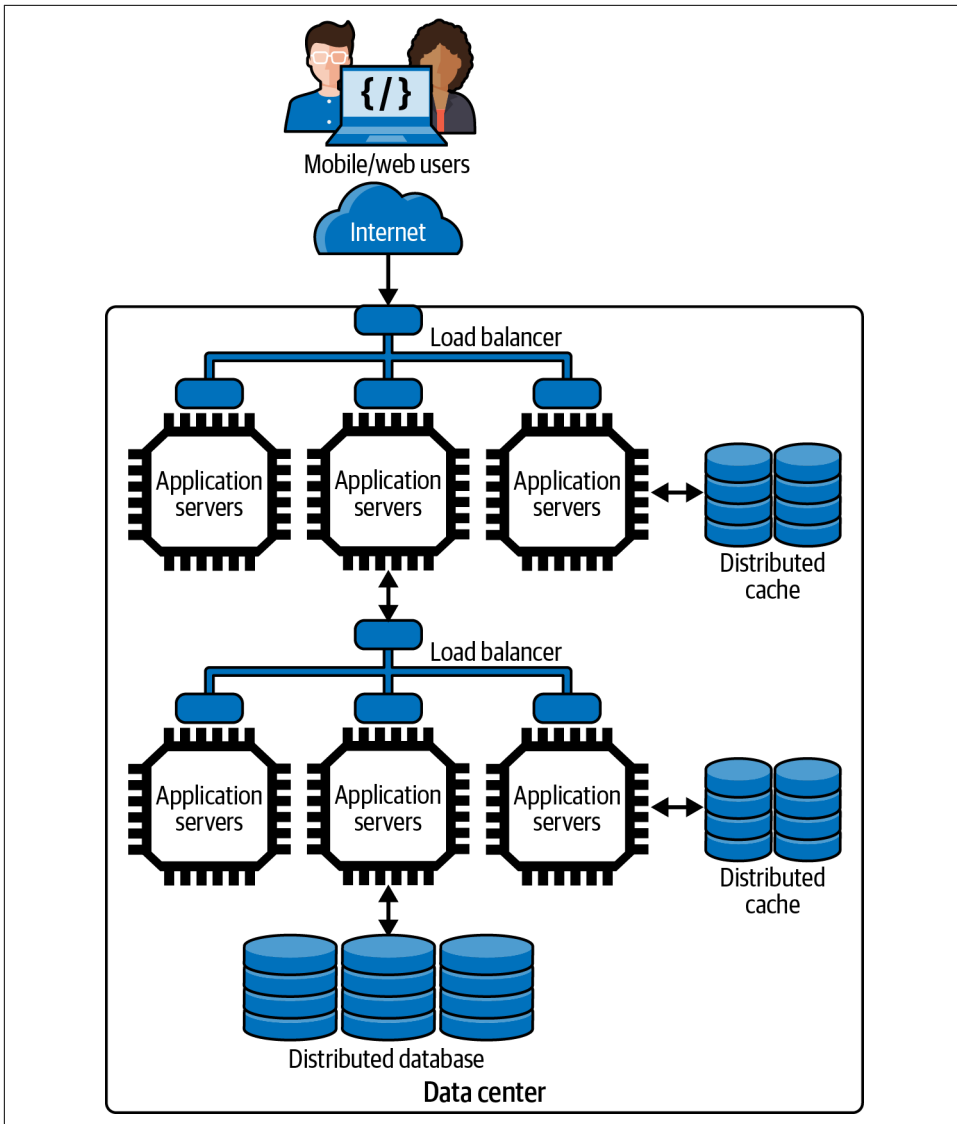 {/}
Mobile/web users
Internet
Load balancer
Application
servers
Application
servers
Application
servers
Distributed
cache
Load balancer
Application
servers
Application
servers
Application
servers
Distributed
cache
Distributed database
Data center